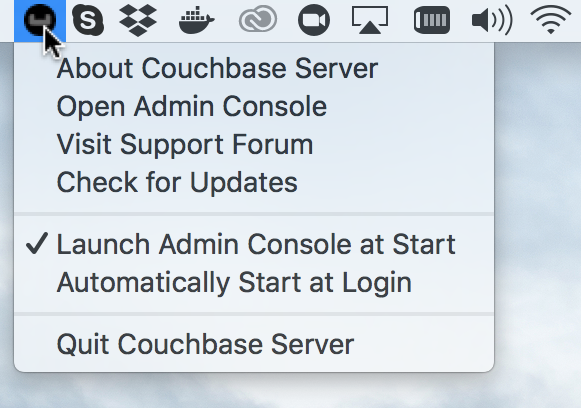 About Couchbase Server
Open Admin Console
Visit Support Forum
Check for Updates
✓ Launch Admin Console at Start
Automatically Start at Login
Quit Couchbase Server